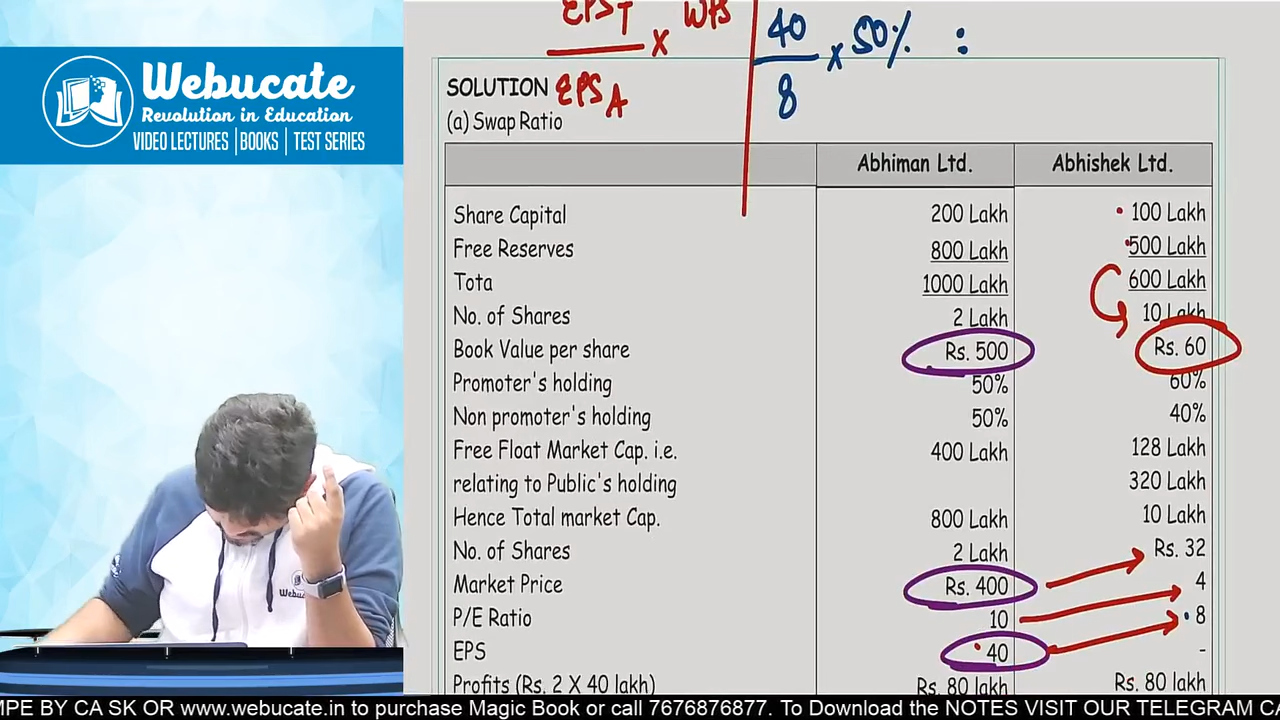 EPS T × WPS
EPS A
40 × 50% :
8
Webucate
Revolution in Education
VIDEO LECTURES | BOOKS | TEST SERIES
SOLUTION
(a) Swap Ratio
Abhiman Ltd. Abhishek Ltd.
Share Capital 200 Lakh 100 Lakh
Free Reserves 800 Lakh 500 Lakh
Tota 1000 Lakh 600 Lakh
No. of Shares 2 Lakh 10 Lakh
Book Value per share Rs. 500 Rs. 60
Promoter's holding 50% 60%
Non promoter's holding 50% 40%
Free Float Market Cap. i.e. 400 Lakh 128 Lakh
relating to Public's holding 320 Lakh
Hence Total market Cap. 800 Lakh 10 Lakh
No. of Shares 2 Lakh Rs. 32
Market Price Rs. 400 4
P/E Ratio 10 8
EPS 40 -
Profits (Rs. 2 X 40 lakh) Rs. 80 lakh Rs. 80 lakh
MPE BY CA SK OR www.webucate.in to purchase Magic Book or call 7676876877. To Download the NOTES VISIT OUR TELEGRAM CA